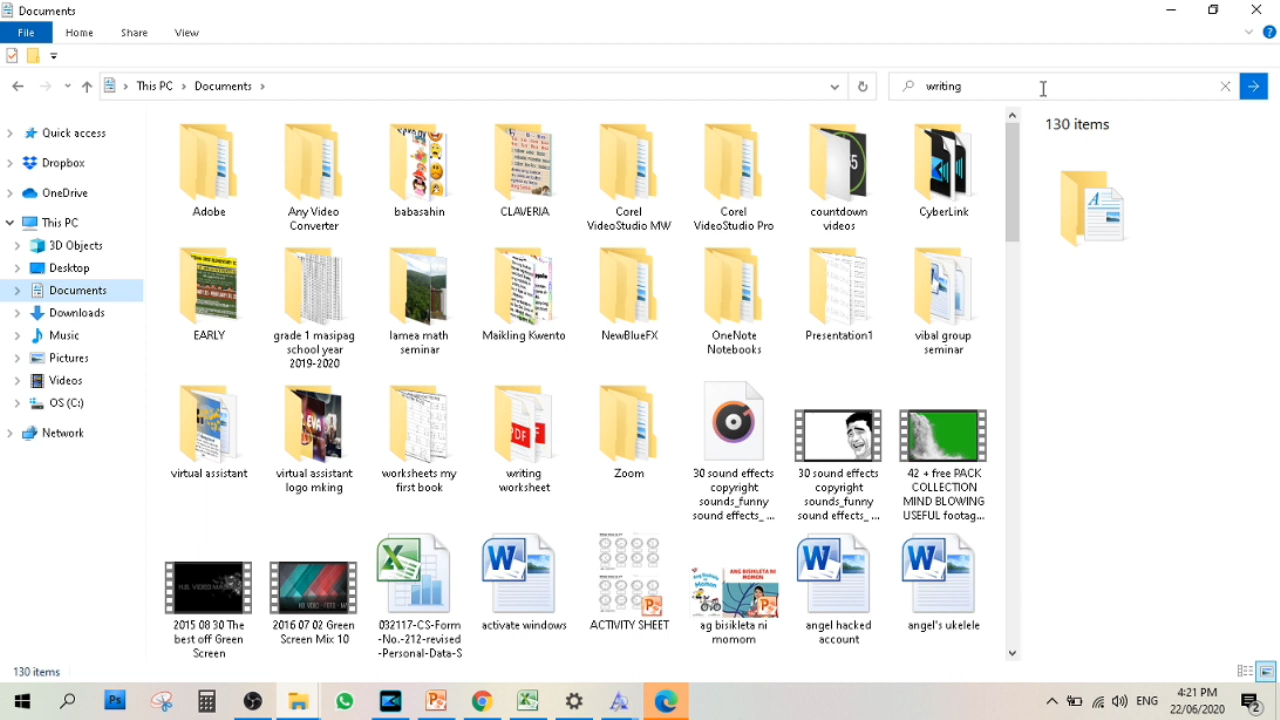 Documents
File Home Share View
This PC Documents
writing
Quick access
Dropbox
OneDrive
This PC
3D Objects
Desktop
Documents
Downloads
Music
Pictures
Videos
OS (C:)
Network
130 items
Adobe
Any Video
Converter
babasahin
CLAVERIA
Corel
VideoStudio MW
Corel
VideoStudio Pro
countdown
videos
CyberLink
EARLY
grade 1 masipag
school year
2019-2020
lamea math
seminar
Maikling Kwento
NewBlueFX
OneNote
Notebooks
Presentation1
vibal group
seminar
virtual assistant
virtual assistant
logo mking
worksheets my
first book
PDF
writing
worksheet
Zoom
30 sound effects
copyright
sounds_funny
sound effects_ ...
30 sound effects
copyright
sounds_funny
sound effects_ ...
42 + free PACK
COLLECTION
MIND BLOWING
USEFUL footag...
2015 08 30 The
best off Green
Screen
2016 07 02 Green
Screen Mix 10
032117-CS-Form
-No.-212-revised
-Personal-Data-S
activate windows
ACTIVITY SHEET
ANG BISIKLETA NI
MOMON
ag bisikleta ni
momom
angel hacked
account
angel's ukelele
130 items
ENG
4:21 PM
22/06/2020
2